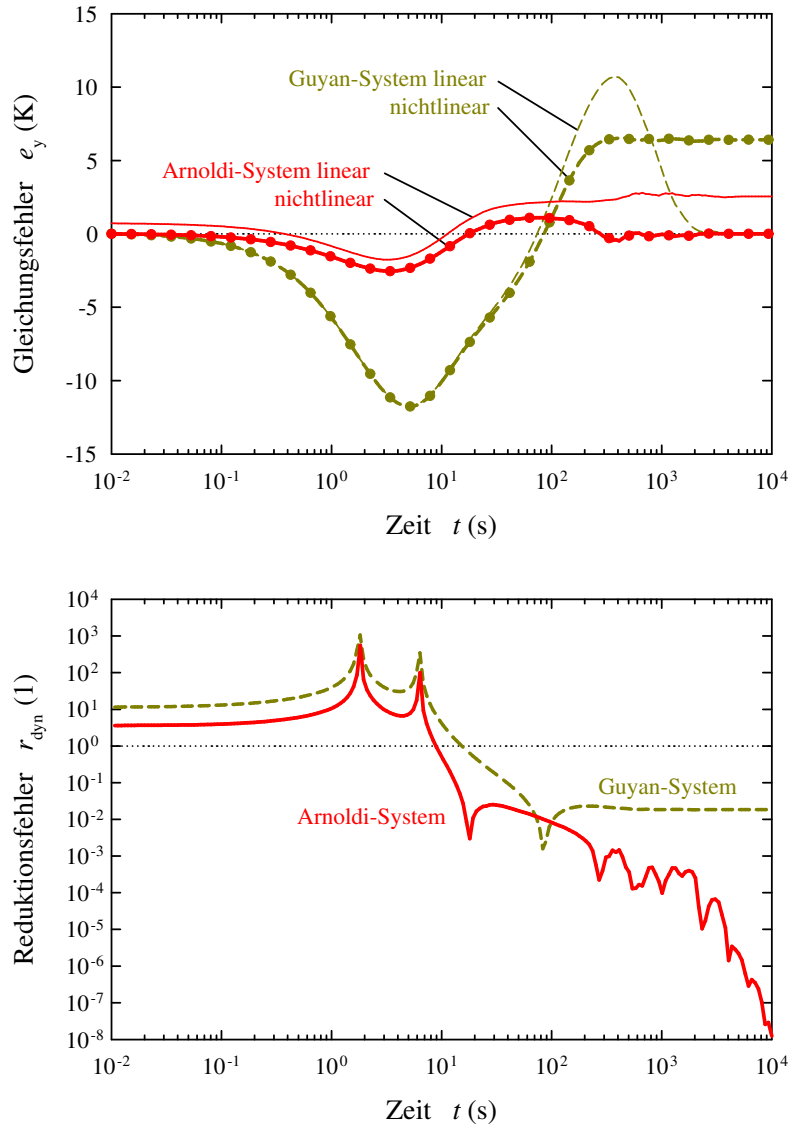 Gleichungsfehler e_y (K)
15
10
5
0
-5
-10
-15
Guyan-System linear
nichtlinear
Arnoldi-System linear
nichtlinear
10^-2 10^-1 10^0 10^1 10^2 10^3 10^4
Zeit t (s)
Reduktionsfehler r_dyn (1)
10^4
10^3
10^2
10^1
10^0
10^-1
10^-2
10^-3
10^-4
10^-5
10^-6
10^-7
10^-8
Guyan-System
Arnoldi-System
10^-2 10^-1 10^0 10^1 10^2 10^3 10^4
Zeit t (s)